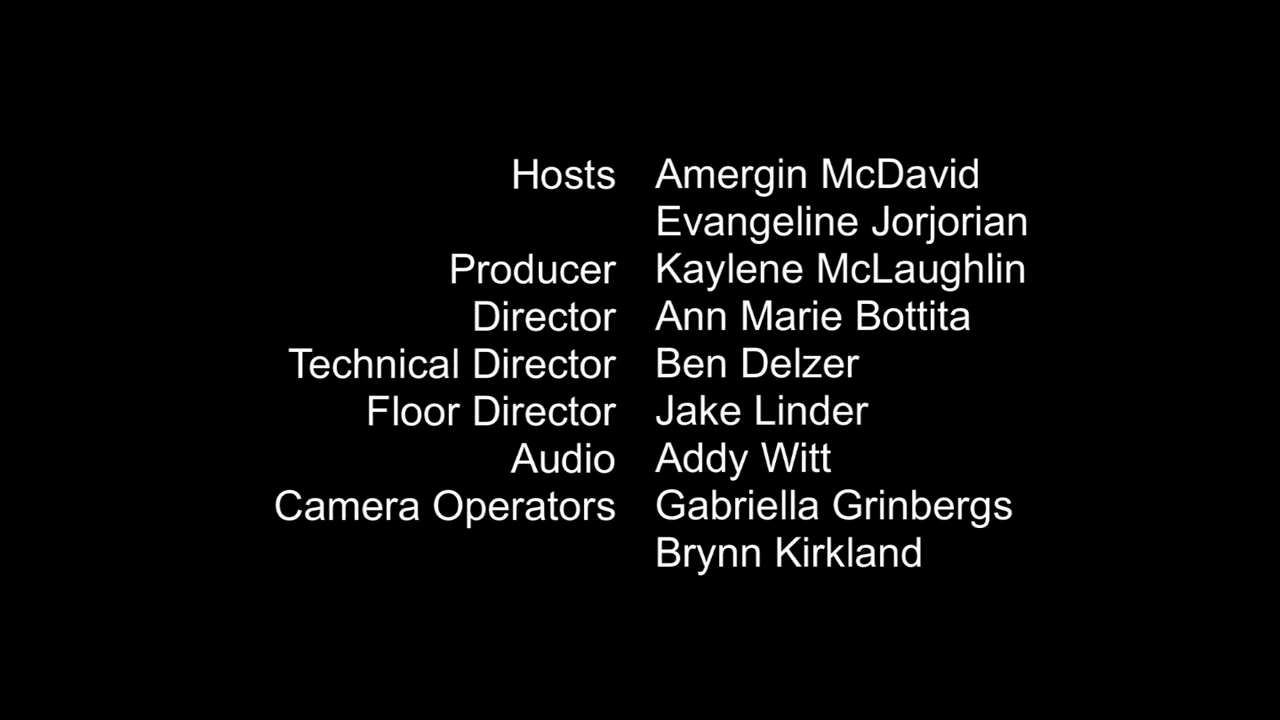 Hosts Amergin McDavid
Evangeline Jorjorian
Producer Kaylene McLaughlin
Director Ann Marie Bottita
Technical Director Ben Delzer
Floor Director Jake Linder
Audio Addy Witt
Camera Operators Gabriella Grinbergs
Brynn Kirkland